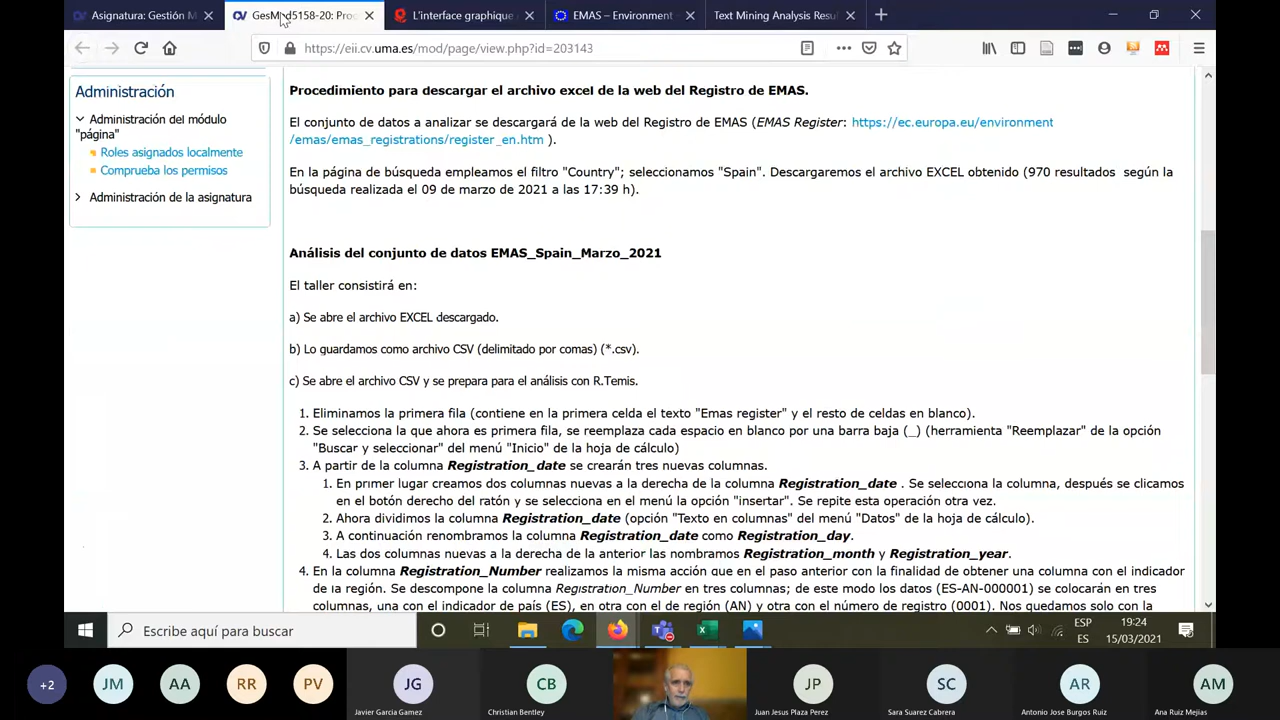 Asignatura: Gestión M
GesMed5158-20: Pro
L'interface graphique
EMAS – Environment
Text Mining Analysis Resul
https://eii.cv.uma.es/mod/page/view.php?id=203143
Administración
Administración del módulo
"página"
Roles asignados localmente
Comprueba los permisos
Administración de la asignatura
Procedimiento para descargar el archivo excel de la web del Registro de EMAS.
El conjunto de datos a analizar se descargará de la web del Registro de EMAS (EMAS Register: https://ec.europa.eu/environment
/emas/emas_registrations/register_en.htm ).
En la página de búsqueda empleamos el filtro "Country"; seleccionamos "Spain". Descargaremos el archivo EXCEL obtenido (970 resultados según la
búsqueda realizada el 09 de marzo de 2021 a las 17:39 h).
Análisis del conjunto de datos EMAS_Spain_Marzo_2021
El taller consistirá en:
a) Se abre el archivo EXCEL descargado.
b) Lo guardamos como archivo CSV (delimitado por comas) (*.csv).
c) Se abre el archivo CSV y se prepara para el análisis con R.Temis.
1. Eliminamos la primera fila (contiene en la primera celda el texto "Emas register" y el resto de celdas en blanco).
2. Se selecciona la que ahora es primera fila, se reemplaza cada espacio en blanco por una barra baja (_) (herramienta "Reemplazar" de la opción
"Buscar y seleccionar" del menú "Inicio" de la hoja de cálculo)
3. A partir de la columna Registration_date se crearán tres nuevas columnas.
1. En primer lugar creamos dos columnas nuevas a la derecha de la columna Registration_date . Se selecciona la columna, después se clicamos
en el botón derecho del ratón y se selecciona en el menú la opción "insertar". Se repite esta operación otra vez.
2. Ahora dividimos la columna Registration_date (opción "Texto en columnas" del menú "Datos" de la hoja de cálculo).
3. A continuación renombramos la columna Registration_date como Registration_day.
4. Las dos columnas nuevas a la derecha de la anterior las nombramos Registration_month y Registration_year.
4. En la columna Registration_Number realizamos la misma acción que en el paso anterior con la finalidad de obtener una columna con el indicador
de la región. Se descompone la columna Registration_Number en tres columnas; de este modo los datos (ES-AN-000001) se colocarán en tres
columnas, una con el indicador de país (ES), en otra con el de región (AN) y otra con el número de registro (0001). Nos quedamos solo con la
Escribe aquí para buscar
ESP
ES
19:24
15/03/2021
+2
JM
AA
RR
PV
JG
Javier Garcia Gamez
CB
Christian Bentley
JP
Juan Jesus Plaza Perez
SC
Sara Suarez Cabrera
AR
Antonio Jose Burgos Ruiz
AM
Ana Ruiz Mejias